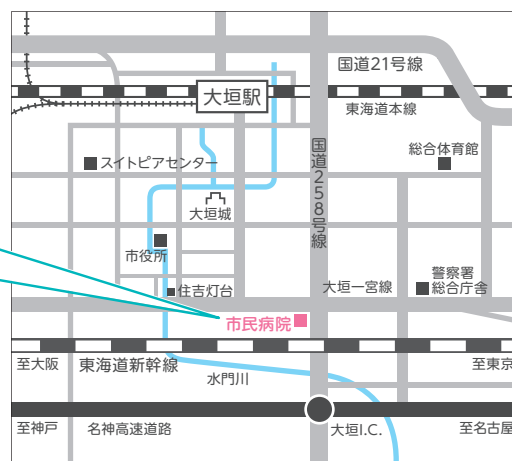 国道21号線
大垣駅
東海道本線
国道258号線
総合体育館
スイトピアセンター
大垣城
市役所
警察署
総合庁舎
住吉灯台
大垣一宮線
市民病院
至大阪
東海道新幹線
水門川
至東京
至神戸
名神高速道路
大垣I.C.
至名古屋